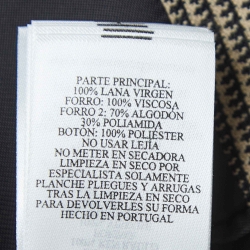 PARTE PRINCIPAL:
100% LANA VIRGEN
FORRO: 100% VISCOSA
FORRO 2: 70% ALGODÓN
30% POLIAMIDA
BOTÓN: 100% POLIÉSTER
NO USAR LEJÍA
NO METER EN SECADORA
LIMPIEZA EN SECO POR
ESPECIALISTA SOLAMENTE
PLANCHE PLIEGUES Y ARRUGAS
TRAS LA LIMPIEZA EN SECO
PARA DEVOLVERLES SU FORMA
HECHO EN PORTUGAL